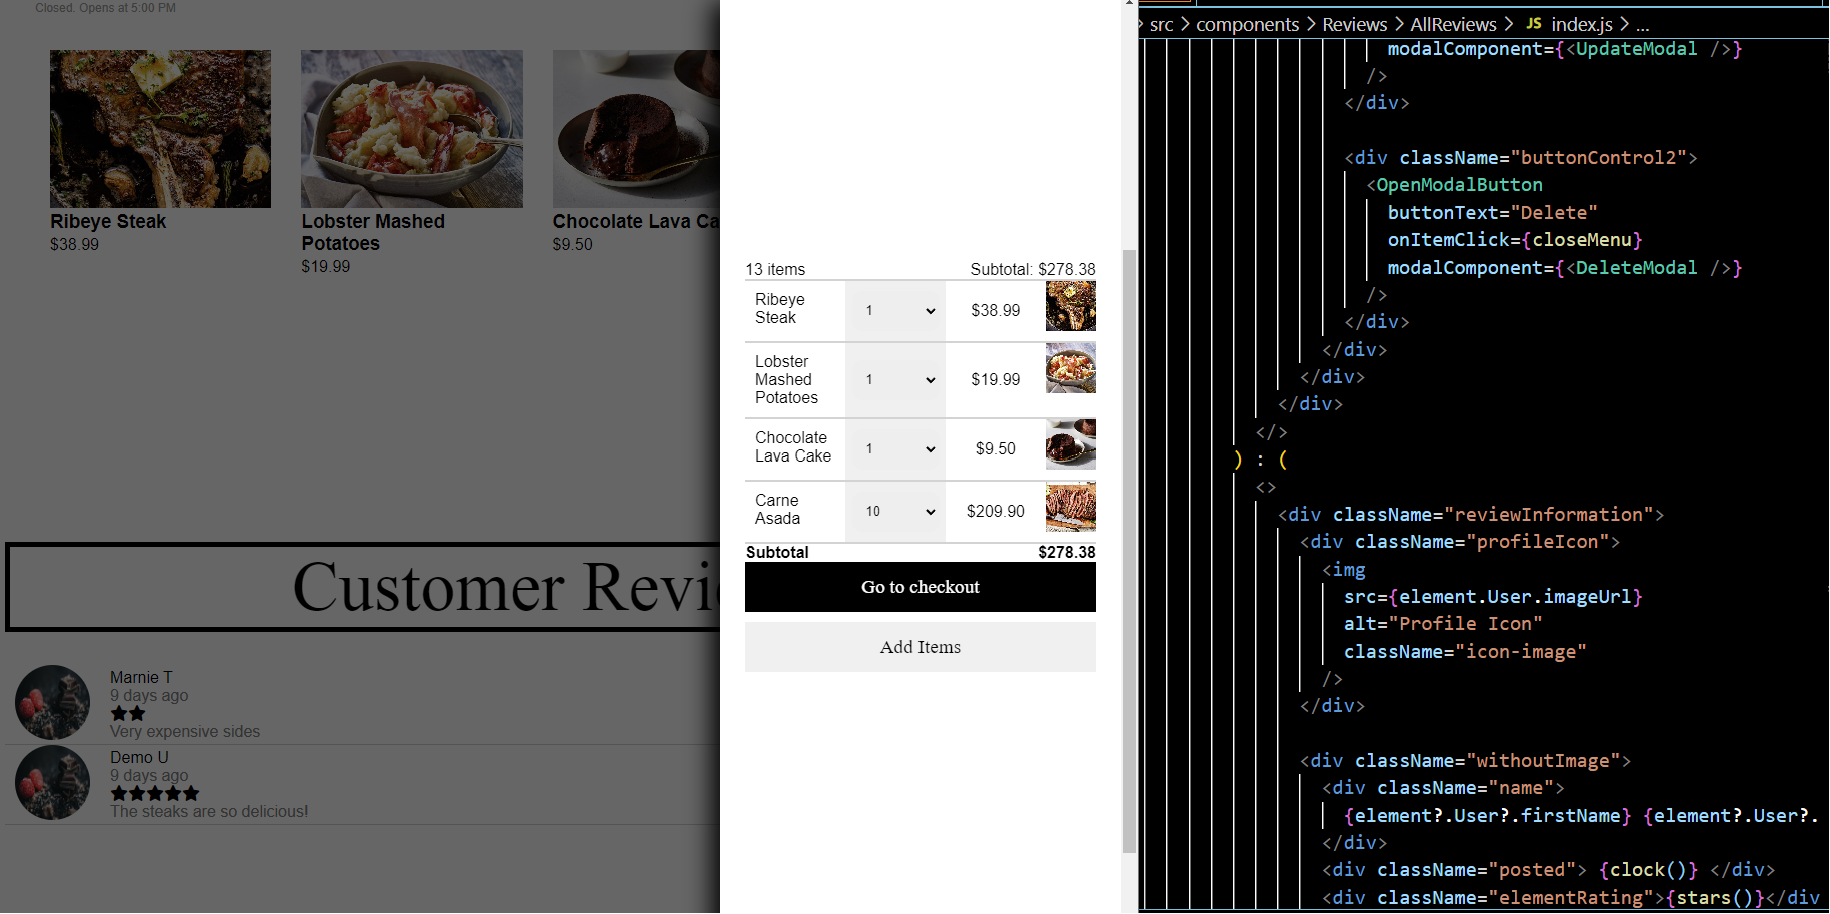 Closed. Opens at 5:00 PM
Ribeye Steak
$38.99
Lobster Mashed
Potatoes
$19.99
Chocolate Lava Ca
$9.50
Customer Revi
Marnie T
9 days ago
Very expensive sides
Demo U
9 days ago
The steaks are so delicious!
13 items
Subtotal: $278.38
Ribeye
Steak
1
$38.99
Lobster
Mashed
Potatoes
1
$19.99
Chocolate
Lava Cake
1
$9.50
Carne
Asada
10
$209.90
Subtotal
$278.38
Go to checkout
Add Items
src > components > Reviews > AllReviews > JS index.js > ...
modalComponent={<UpdateModal />}
/>
</div>
<div className="buttonControl2">
<OpenModalButton
buttonText="Delete"
onItemClick={closeMenu}
modalComponent={<DeleteModal />}
/>
</div>
</div>
</div>
</div>
</>
) : (
<>
<div className="reviewInformation">
<div className="profileIcon">
<img
src={element.User.imageUrl}
alt="Profile Icon"
className="icon-image"
/>
</div>
<div className="withoutImage">
<div className="name">
{element?.User?.firstName} {element?.User?.
</div>
<div className="posted"> {clock()} </div>
<div className="elementRating">{stars()}</div